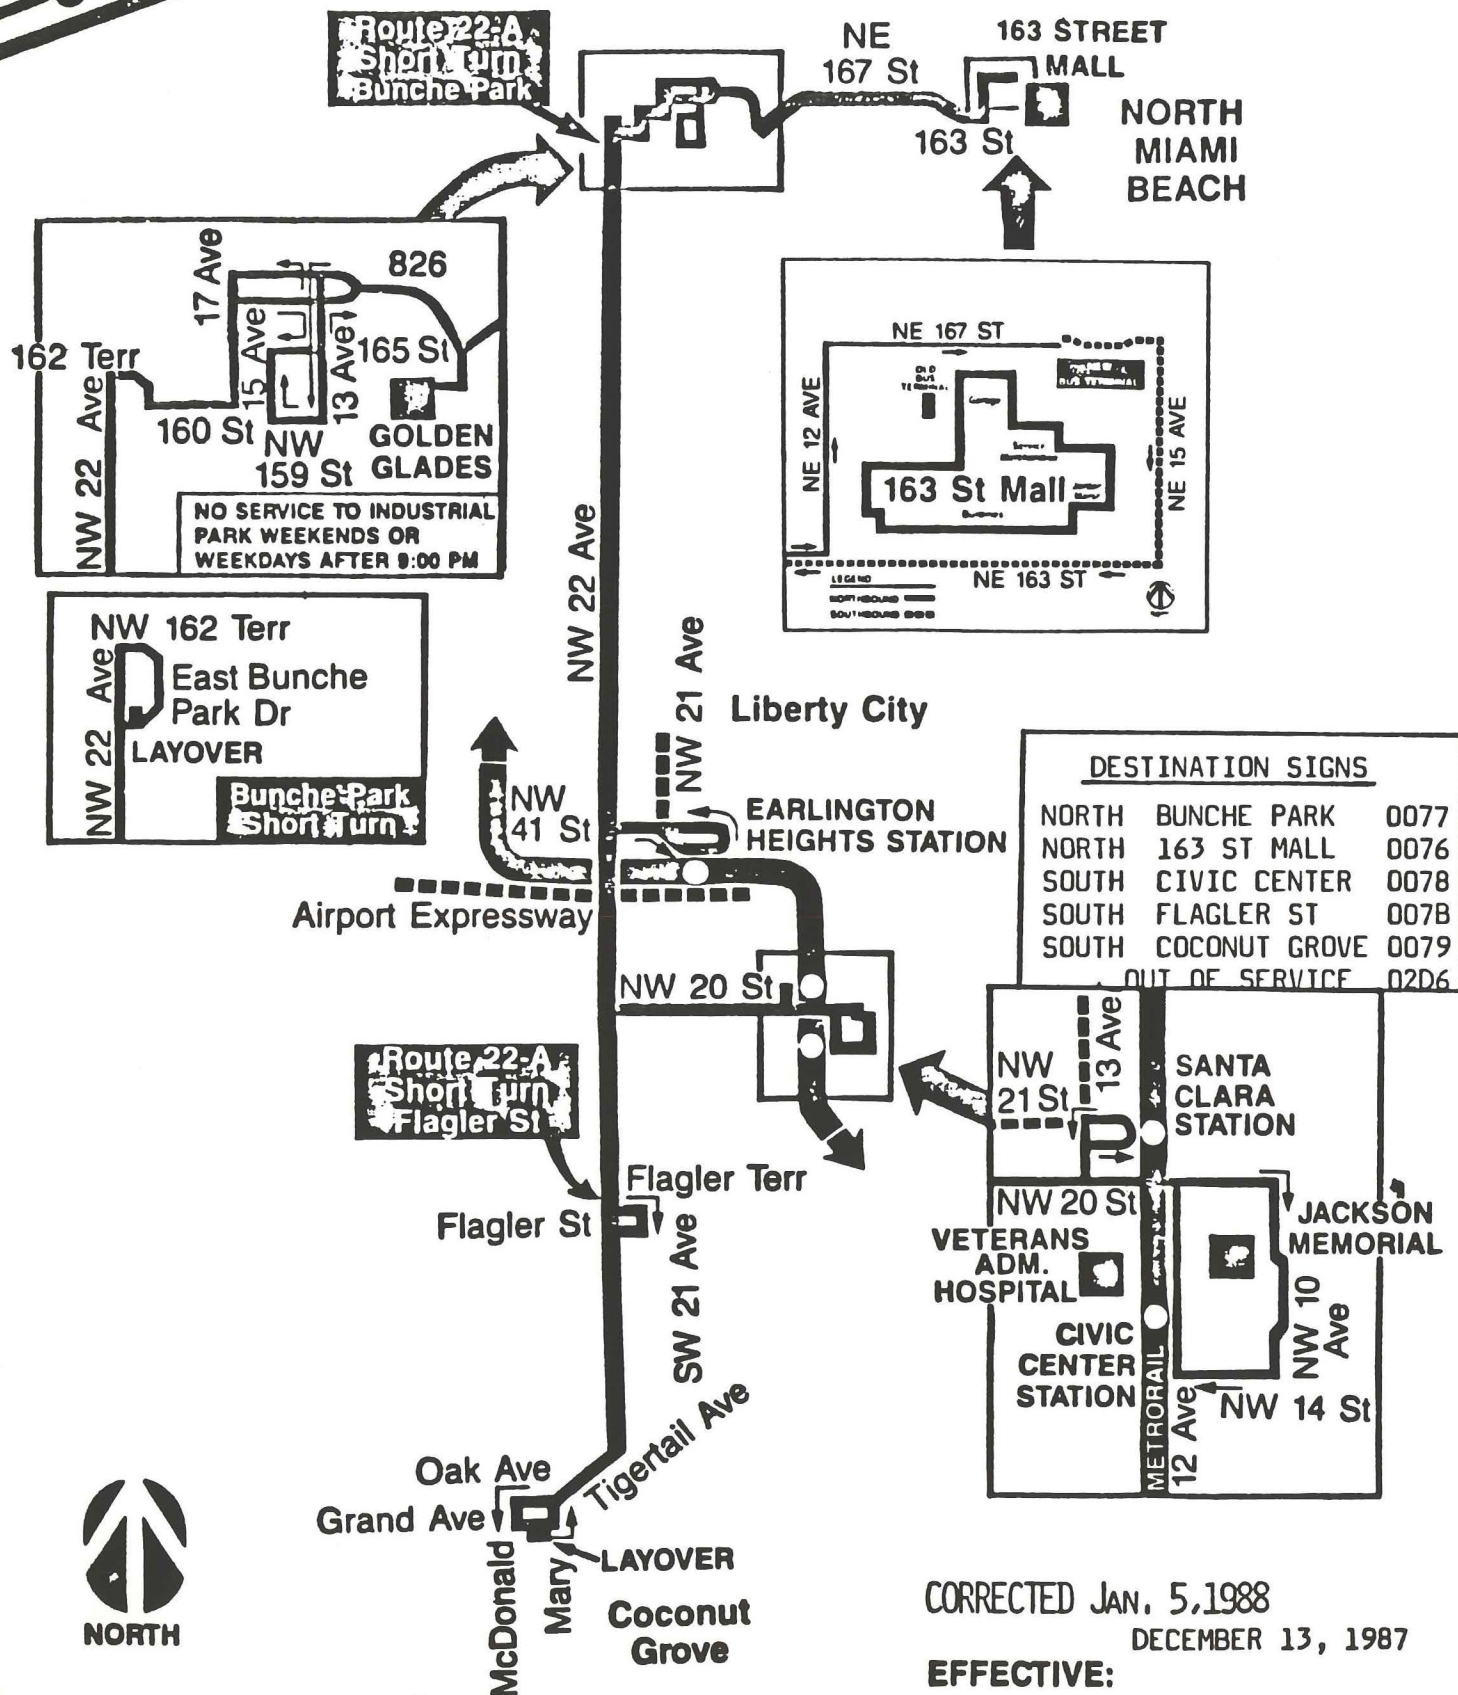 Route 22-A
Short Turn
Bunche Park
NE
167 St
163 STREET
MALL
163 St
NORTH
MIAMI
BEACH
17 Ave
826
15 Ave
13 Ave
165 St
162 Terr
NW 22 Ave
160 St
NW
159 St
GOLDEN
GLADES
NO SERVICE TO INDUSTRIAL
PARK WEEKENDS OR
WEEKDAYS AFTER 9:00 PM
NE 167 ST
OLD
BUS
TERMINAL
BUS TERMINAL
NE 12 AVE
NE 15 AVE
163 St Mall
NE 163 ST
LEGEND
NORTHBOUND
SOUTHBOUND
NW 22 Ave
NW 162 Terr
East Bunche
Park Dr
LAYOVER
NW 22 Ave
Bunche Park
Short Turn
NW 21 Ave
Liberty City
NW
41 St
EARLINGTON
HEIGHTS STATION
Airport Expressway
DESTINATION SIGNS
NORTH BUNCHE PARK 0077
NORTH 163 ST MALL 0076
SOUTH CIVIC CENTER 0078
SOUTH FLAGLER ST 007B
SOUTH COCONUT GROVE 0079
OUT OF SERVICE 02D6
NW 20 St
Route 22-A
Short Turn
Flagler St
NW
21 St
13 Ave
SANTA
CLARA
STATION
NW 20 St
VETERANS
ADM.
HOSPITAL
JACKSON
MEMORIAL
CIVIC
CENTER
STATION
METRORAIL
12 Ave
NW 10
Ave
NW 14 St
Flagler Terr
Flagler St
SW 21 Ave
Oak Ave
Grand Ave
Tigertail Ave
McDonald
Mary
LAYOVER
Coconut
Grove
NORTH
CORRECTED JAN. 5,1988
DECEMBER 13, 1987
EFFECTIVE: